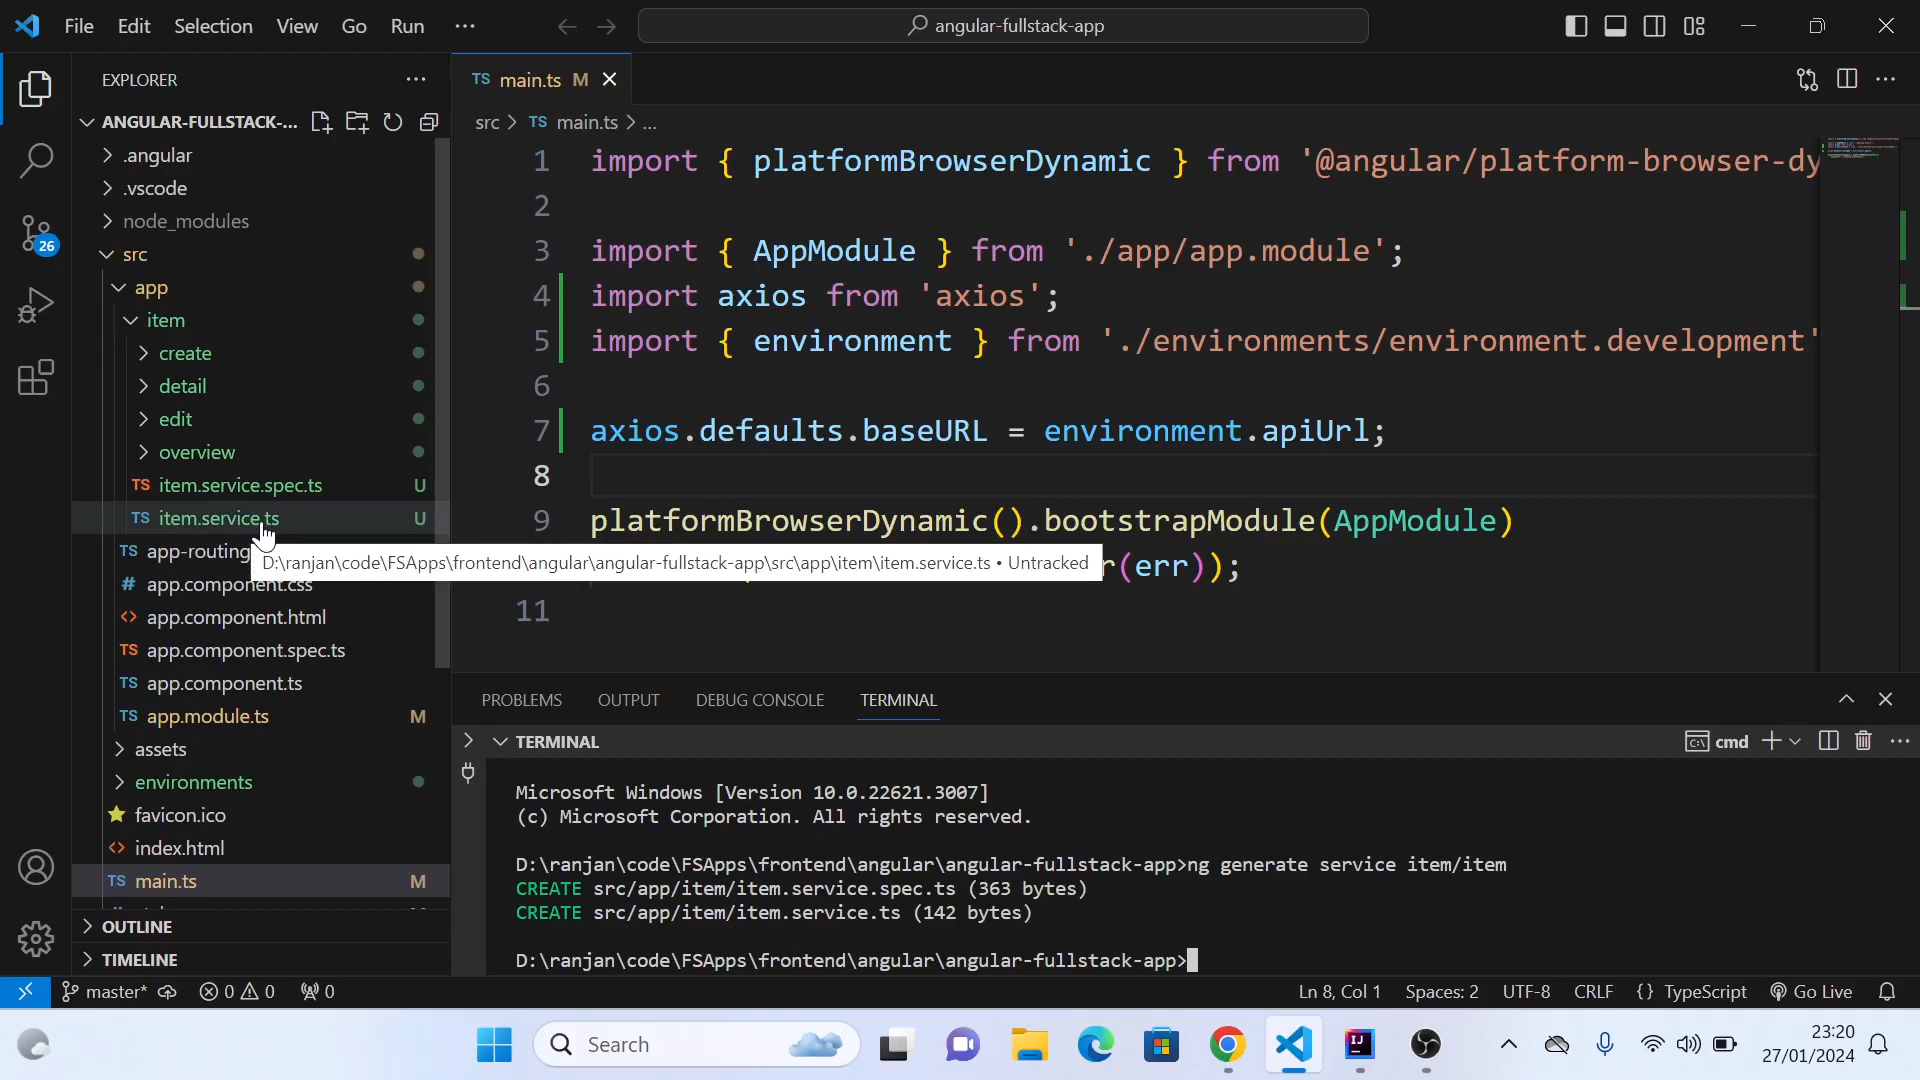 File Edit Selection View Go Run ···
angular-fullstack-app
EXPLORER
ANGULAR-FULLSTACK-...
.angular
.vscode
node_modules
26
src
app
item
create
detail
edit
overview
TS item.service.spec.ts U
TS item.service.ts U
TS app-routing
D:\ranjan\code\FSApps\frontend\angular\angular-fullstack-app\src\app\item\item.service.ts • Untracked
# app.component.css
<> app.component.html
TS app.component.spec.ts
TS app.component.ts
TS app.module.ts M
assets
environments
favicon.ico
<> index.html
TS main.ts M
OUTLINE
TIMELINE
TS main.ts M
src > TS main.ts > ...
1 import { platformBrowserDynamic } from '@angular/platform-browser-dy
2
3 import { AppModule } from './app/app.module';
4 import axios from 'axios';
5 import { environment } from './environments/environment.development'
6
7 axios.defaults.baseURL = environment.apiUrl;
8
9 platformBrowserDynamic().bootstrapModule(AppModule)
r(err));
11
PROBLEMS OUTPUT DEBUG CONSOLE TERMINAL
TERMINAL
cmd
Microsoft Windows [Version 10.0.22621.3007]
(c) Microsoft Corporation. All rights reserved.
D:\ranjan\code\FSApps\frontend\angular\angular-fullstack-app>ng generate service item/item
CREATE src/app/item/item.service.spec.ts (363 bytes)
CREATE src/app/item/item.service.ts (142 bytes)
D:\ranjan\code\FSApps\frontend\angular\angular-fullstack-app>
master* 0 0 0 Ln 8, Col 1 Spaces: 2 UTF-8 CRLF {} TypeScript Go Live
Search
23:20
27/01/2024